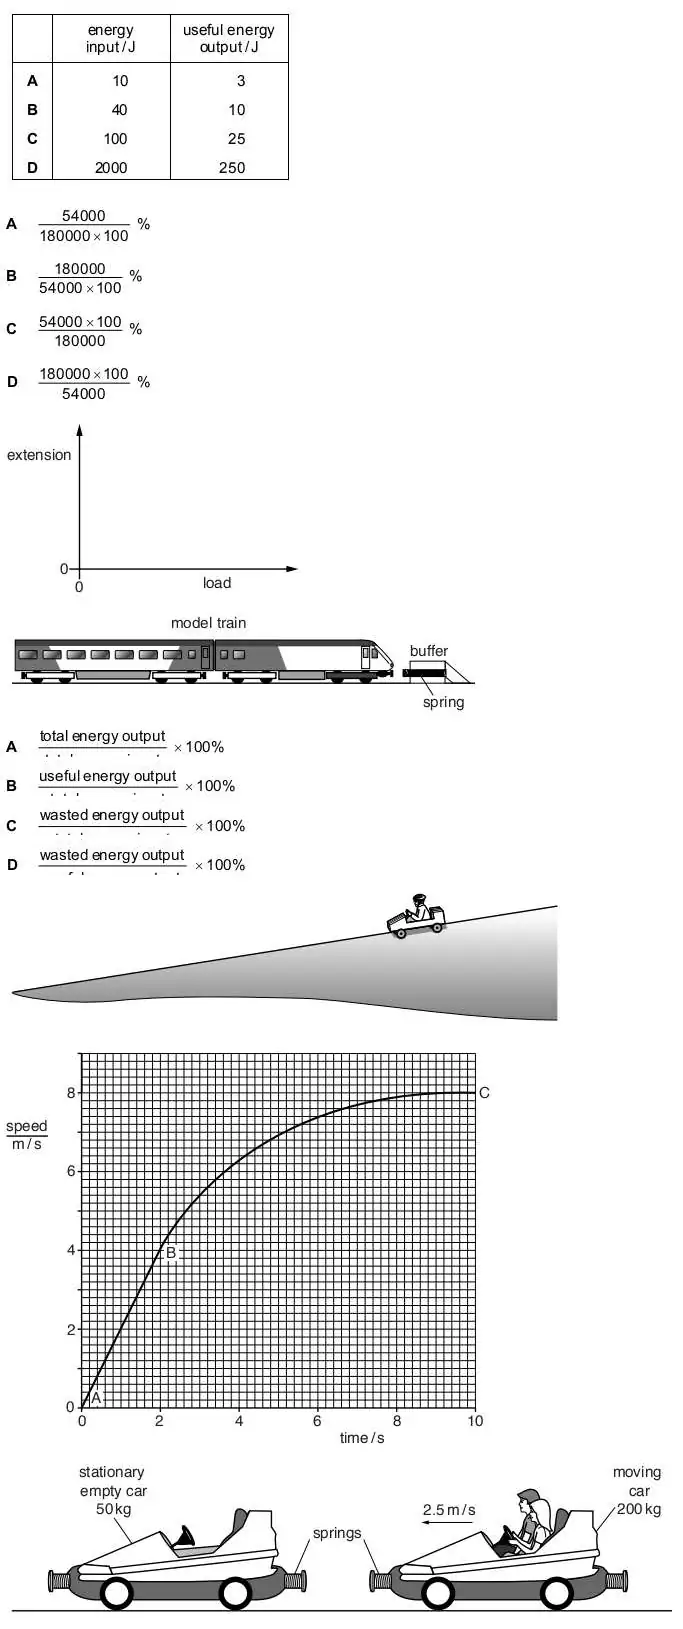 energy input / J useful energy output / J
A 10 3
B 40 10
C 100 25
D 2000 250
A 54000 / 180000 × 100 %
B 180000 / 54000 × 100 %
C 54000 × 100 / 180000 %
D 180000 × 100 / 54000 %
extension
0
0
load
model train
buffer
spring
A total energy output × 100%
B useful energy output × 100%
C wasted energy output × 100%
D wasted energy output × 100%
8
C
speed
m / s
6
4
B
2
A
0
0 2 4 6 8 10
time / s
stationary
empty car
50 kg
moving
car
200 kg
2.5 m / s
springs